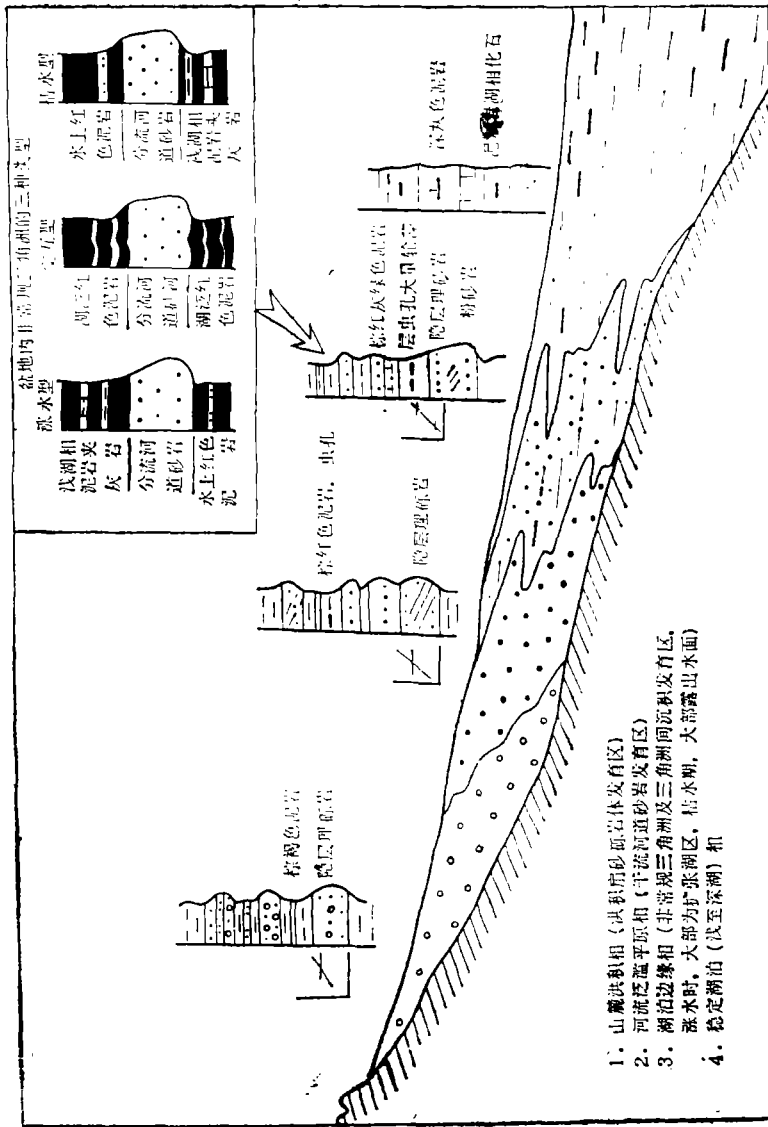 盆地内非常规三角洲的三种类型
涨水型
浅湖相
泥岩夹
灰岩
分流河
道砂岩
水上红色
泥岩
交互型
湖泛红
色泥岩
分流河
道砂岩
湖泛红
色泥岩
枯水型
水上红
色泥岩
分流河
道砂岩
浅湖相
泥岩夹
灰岩
棕褐色泥岩
隐层理砾岩
棕红色泥岩，虫孔
隐层理砾岩
棕红灰绿色泥岩
层虫孔大量轮藻
隐层理砂岩
粉砂岩
深灰色泥岩
湖相化石
1．山麓洪积相（洪积扇砂砾岩体发育区）
2．河流泛滥平原相（干流河道砂岩发育区）
3．湖泊边缘相（非常规三角洲及三角洲间沉积发育区，
涨水时，大部为扩张湖区，枯水期，大部露出水面）
4．稳定湖泊（浅至深湖）相